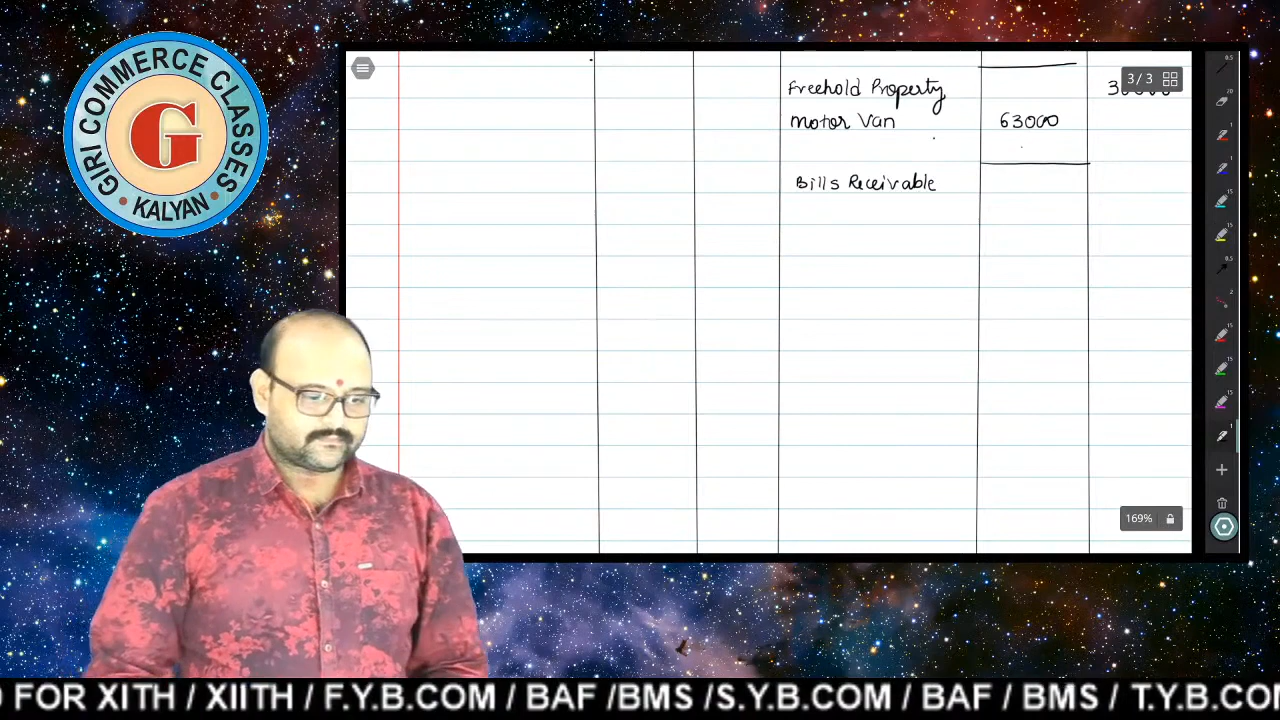 GIRI COMMERCE CLASSES
G
• KALYAN •
3/3
Freehold Property
Motor Van 63000
Bills Receivable
169%
FOR XITH / XIITH / F.Y.B.COM / BAF /BMS /S.Y.B.COM / BAF / BMS / T.Y.B.COM